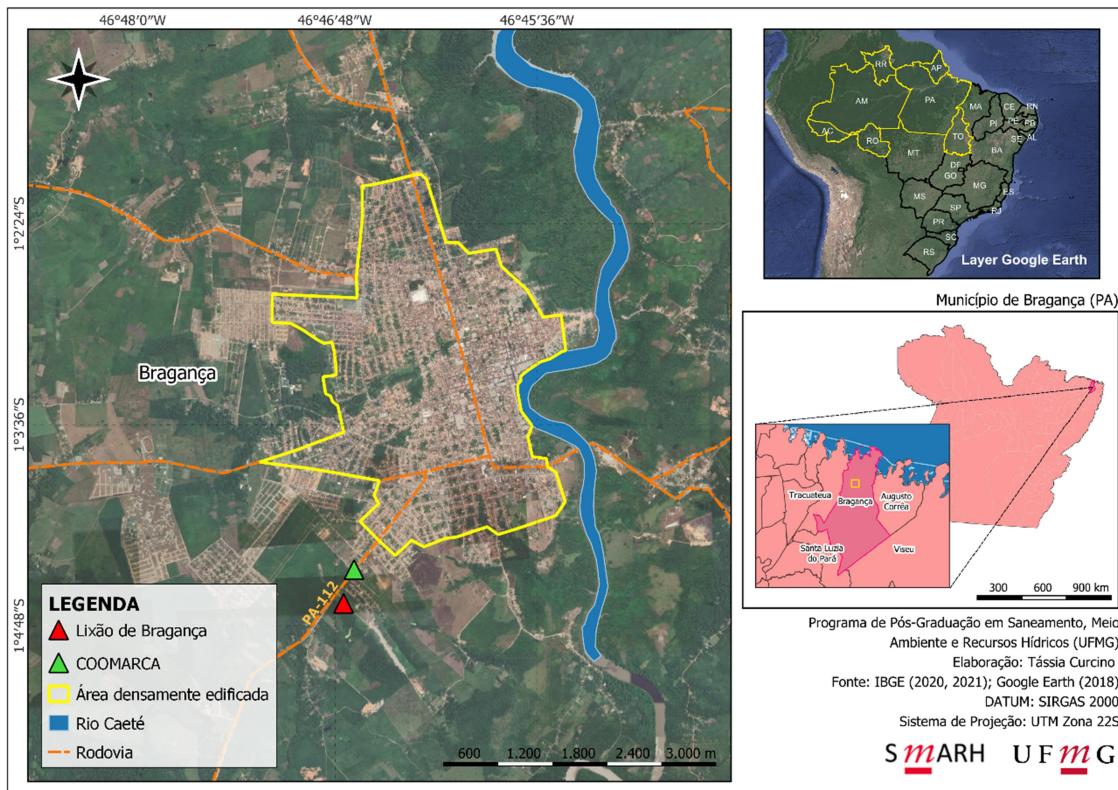 46°48'0"W
46°46'48"W
46°45'36"W
1°2'24"S
1°3'36"S
1°4'48"S
Bragança
PA-112
LEGENDA
Lixão de Bragança
COOMARCA
Área densamente edificada
Rio Caeté
Rodovia
600 1.200 1.800 2.400 3.000 m
RR
AP
AM
PA
MA
CE
RN
PI
PE
PB
AC
TO
SE
AL
RO
BA
MT
DF
GO
MG
ES
MS
SP
RJ
PR
SC
RS
Layer Google Earth
Município de Bragança (PA)
Tracuateua
Bragança
Augusto
Corrêa
Santa Luzia
do Pará
Viseu
300 600 900 km
Programa de Pós-Graduação em Saneamento, Meio
Ambiente e Recursos Hídricos (UFMG)
Elaboração: Tássia Curcino
Fonte: IBGE (2020, 2021); Google Earth (2018)
DATUM: SIRGAS 2000
Sistema de Projeção: UTM Zona 22S
SMARH UFMG